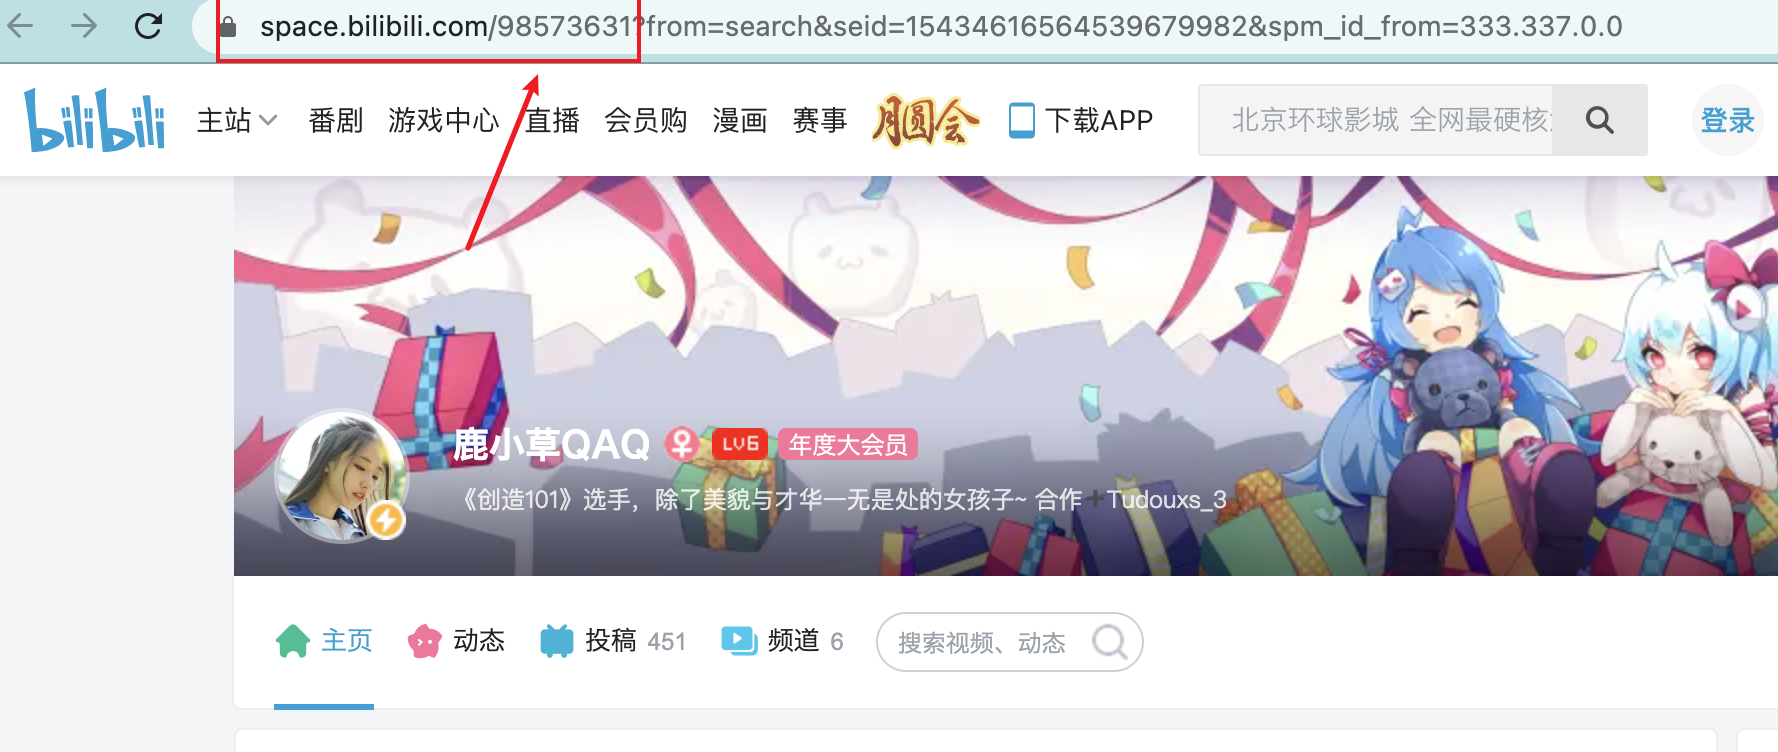 space.bilibili.com/98573631?from=search&seid=15434616564539679982&spm_id_from=333.337.0.0
bilibili 主站 番剧 游戏中心 直播 会员购 漫画 赛事 月圆会 下载APP 北京环球影城 全网最硬核 登录
鹿小草QAQ LV6 年度大会员
《创造101》选手，除了美貌与才华一无是处的女孩子~ 合作➕Tudouxs_3
主页 动态 投稿 451 频道 6 搜索视频、动态